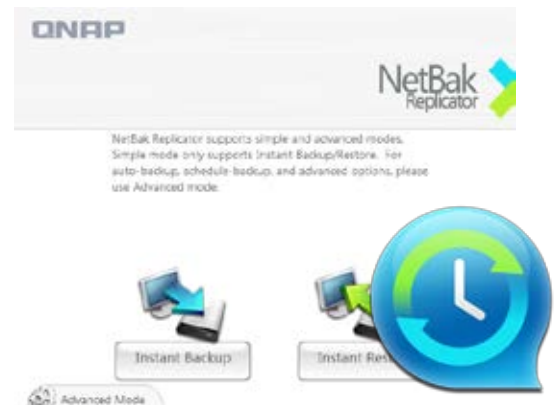 QNAP
NetBak
Replicator
NetBak Replicator supports simple and advanced modes.
Simple mode only supports Instant Backup/Restore. For
auto-backup, schedule-backup, and advanced options, please
use Advanced mode.
Instant Backup
Instant Res
Advanced Mode